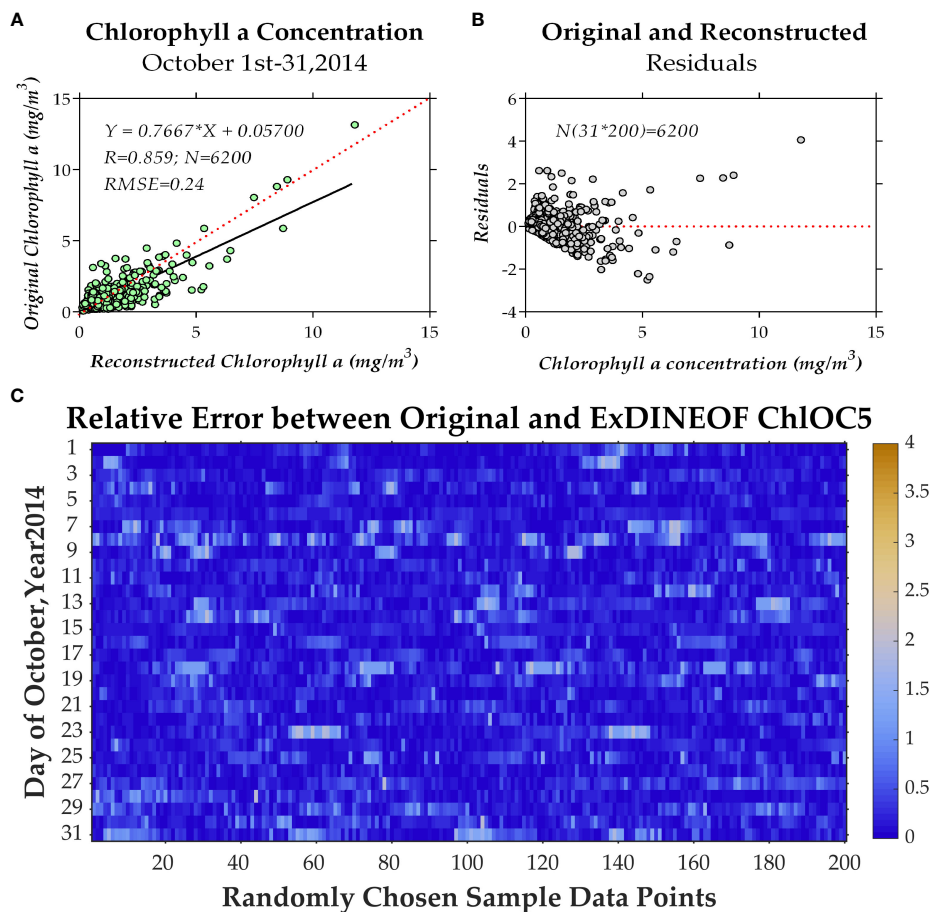 A
Chlorophyll a Concentration
October 1st-31,2014
Original Chlorophyll a (mg/m³)
15
10
5
0
Y = 0.7667*X + 0.05700
R=0.859; N=6200
RMSE=0.24
0 5 10 15
Reconstructed Chlorophyll a (mg/m³)
B
Original and Reconstructed
Residuals
Residuals
6
4
2
0
-2
-4
N(31*200)=6200
0 5 10 15
Chlorophyll a concentration (mg/m³)
C
Relative Error between Original and ExDINEOF ChlOC5
Day of October,Year2014
1
3
5
7
9
11
13
15
17
19
21
23
25
27
29
31
20 40 60 80 100 120 140 160 180 200
Randomly Chosen Sample Data Points
4
3.5
3
2.5
2
1.5
1
0.5
0